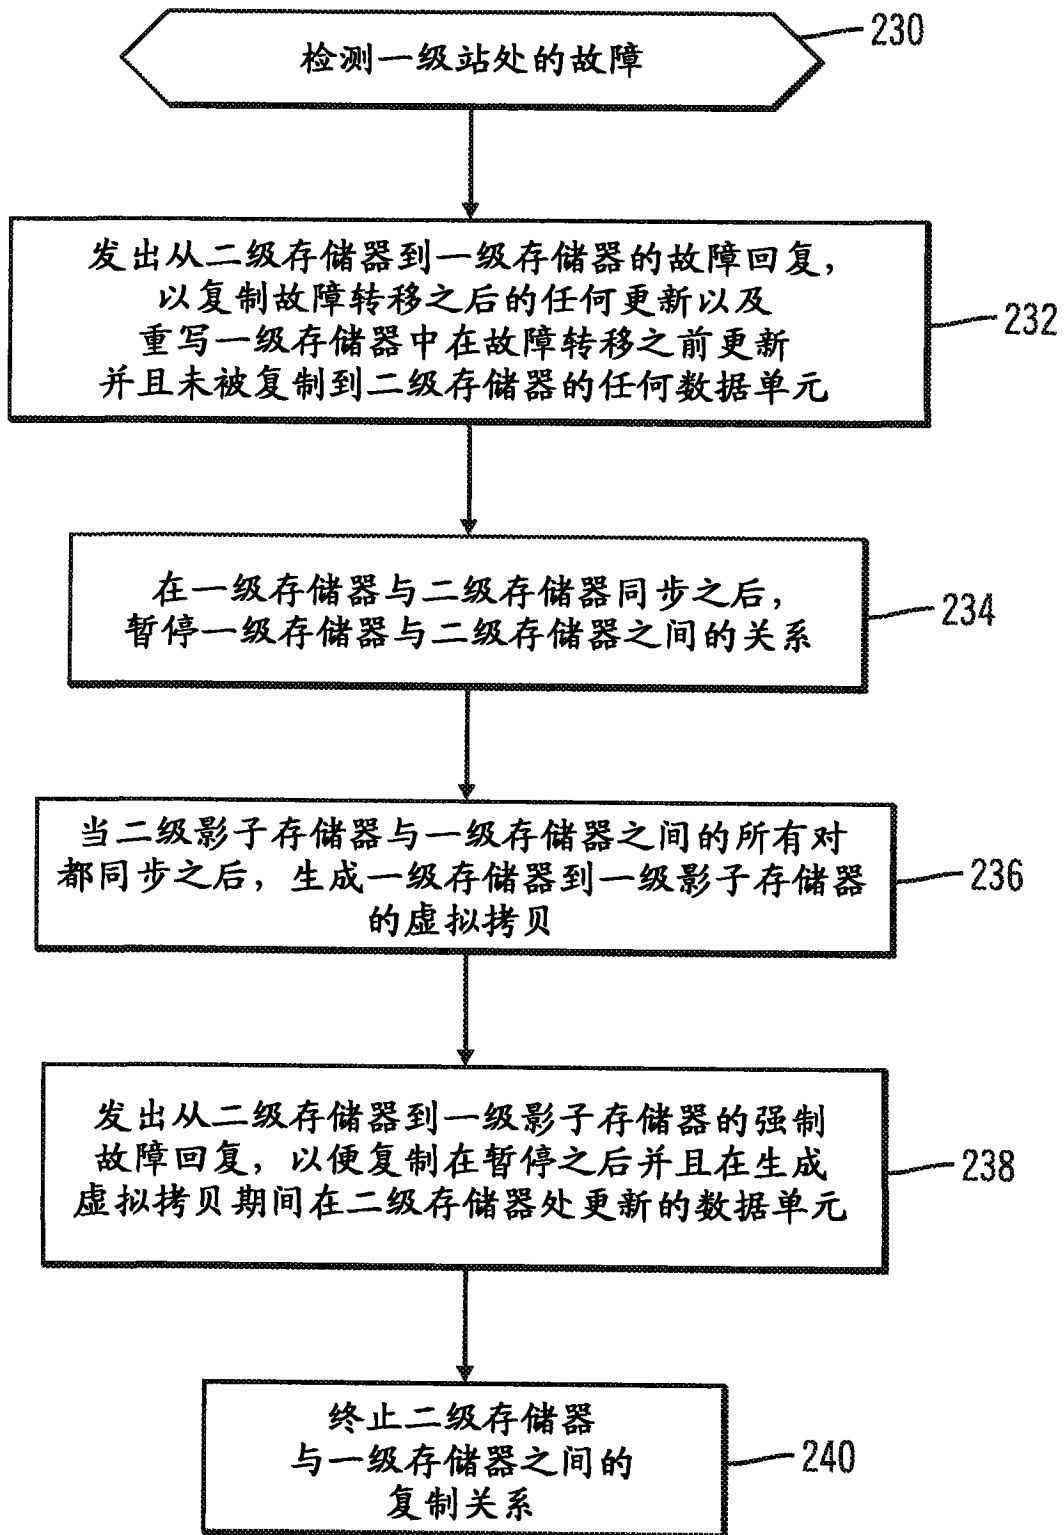 检测一级站处的故障
230
发出从二级存储器到一级存储器的故障回复，
以复制故障转移之后的任何更新以及
重写一级存储器中在故障转移之前更新
并且未被复制到二级存储器的任何数据单元
232
在一级存储器与二级存储器同步之后，
暂停一级存储器与二级存储器之间的关系
234
当二级影子存储器与一级存储器之间的所有对
都同步之后，生成一级存储器到一级影子存储器
的虚拟拷贝
236
发出从二级存储器到一级影子存储器的强制
故障回复，以便复制在暂停之后并且在生成
虚拟拷贝期间在二级存储器处更新的数据单元
238
终止二级存储器
与一级存储器之间的
复制关系
240